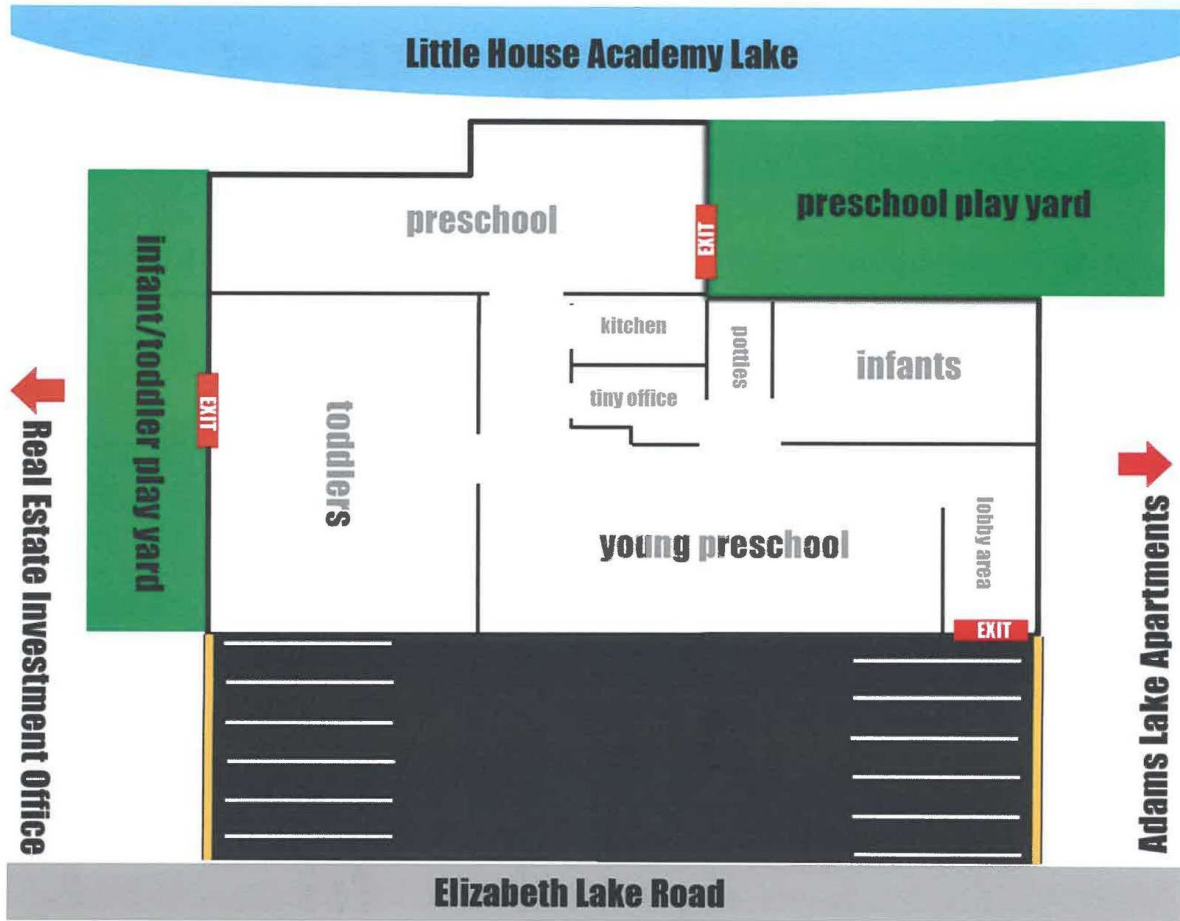 Little House Academy Lake
preschool
EXIT
preschool play yard
infant/toddler play yard
EXIT
toddlers
kitchen
tiny office
potties
infants
young preschool
lobby area
EXIT
Real Estate Investment Office
Adams Lake Apartments
Elizabeth Lake Road